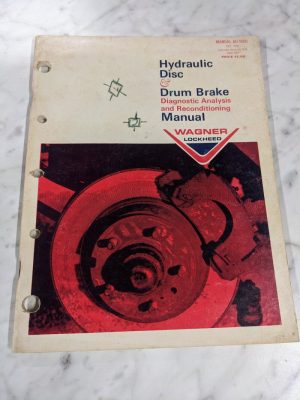 Hydraulic
Disc
&
Drum Brake
Diagnostic Analysis
and Reconditioning
Manual
WAGNER
LOCKHEED
®